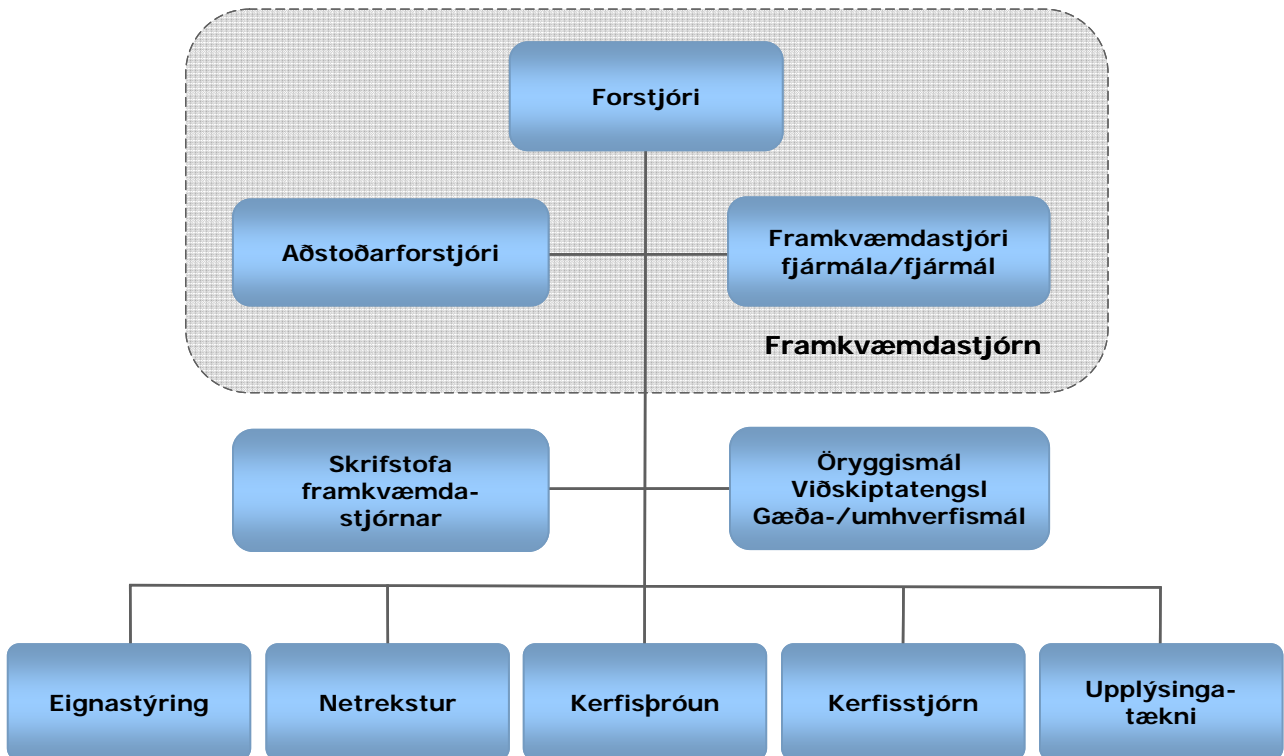 Forstjóri
Aðstoðarforstjóri
Framkvæmdastjóri
fjármála/fjármál
Framkvæmdastjórn
Skrifstofa
framkvæmda-
stjórnar
Öryggismál
Viðskiptatengsl
Gæða-/umhverfismál
Eignastýring
Netrekstur
Kerfisþróun
Kerfisstjórn
Upplýsinga-
tækni